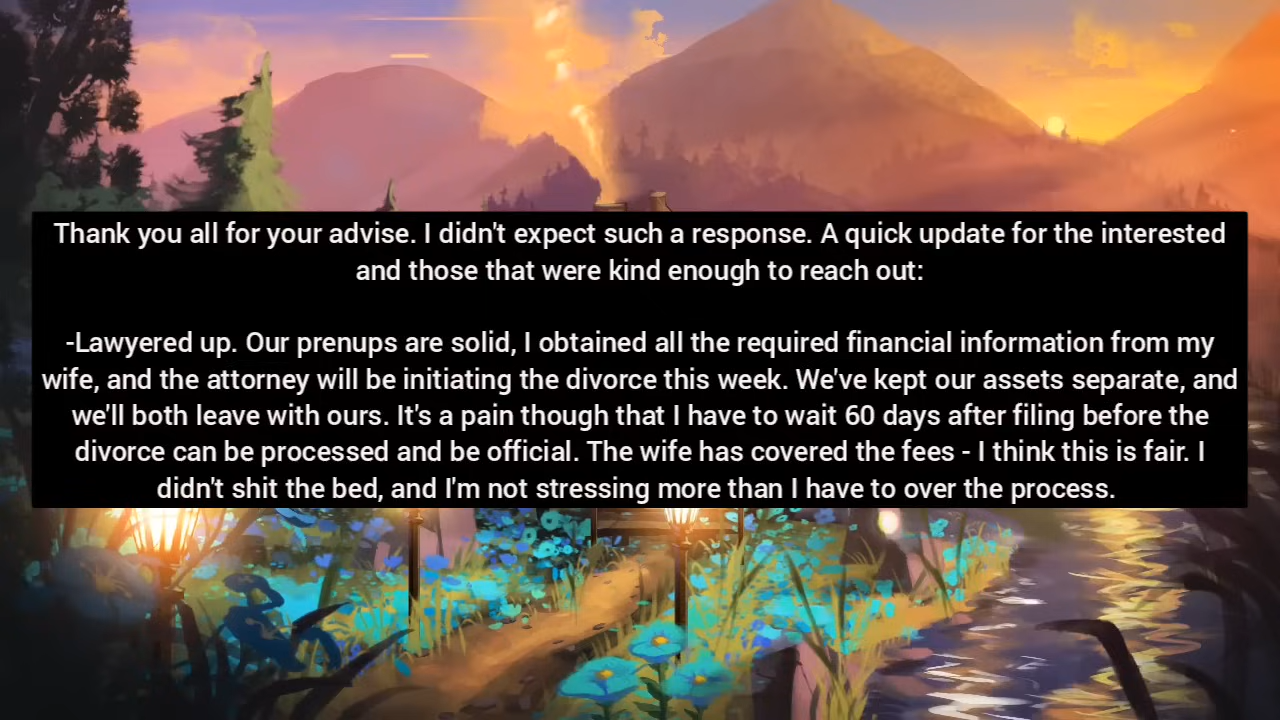 Thank you all for your advise. I didn't expect such a response. A quick update for the interested
and those that were kind enough to reach out:
-Lawyered up. Our prenups are solid, I obtained all the required financial information from my
wife, and the attorney will be initiating the divorce this week. We've kept our assets separate, and
we'll both leave with ours. It's a pain though that I have to wait 60 days after filing before the
divorce can be processed and be official. The wife has covered the fees - I think this is fair. I
didn't shit the bed, and I'm not stressing more than I have to over the process.